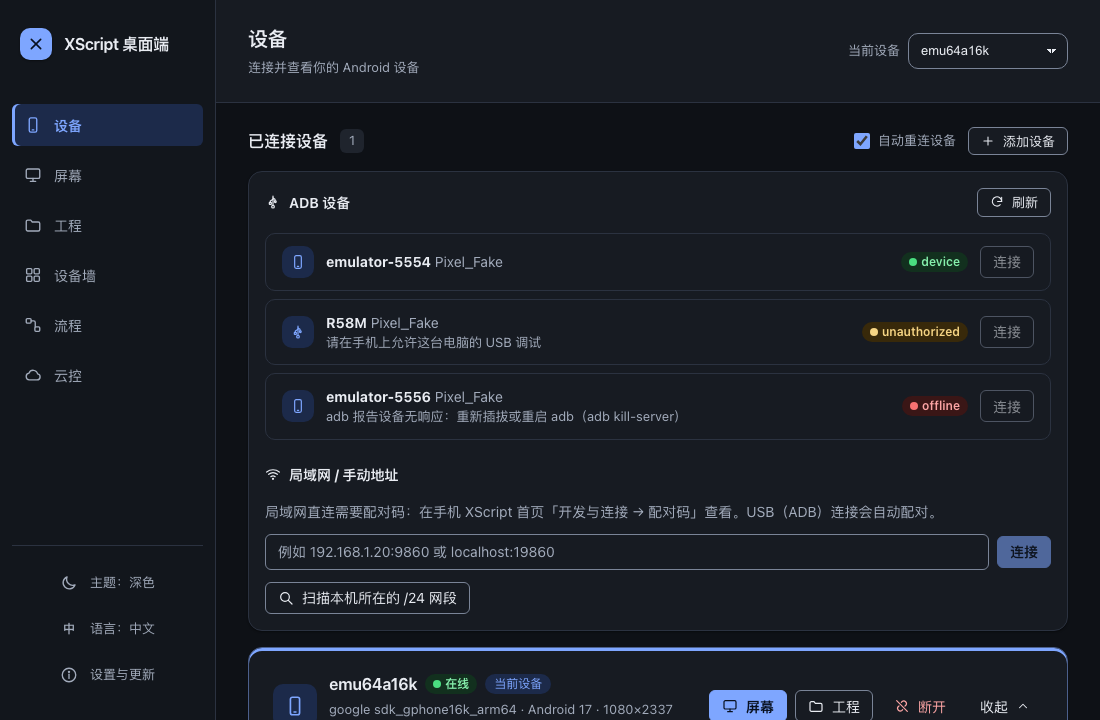 XScript 桌面端
设备
屏幕
工程
设备墙
流程
云控
主题：深色
中 语言：中文
设置与更新
设备
连接并查看你的 Android 设备
当前设备 emu64a16k
已连接设备 1
自动重连设备 添加设备
ADB 设备 刷新
emulator-5554 Pixel_Fake device 连接
R58M Pixel_Fake unauthorized 连接
请在手机上允许这台电脑的 USB 调试
emulator-5556 Pixel_Fake offline 连接
adb 报告设备无响应：重新插拔或重启 adb（adb kill-server）
局域网 / 手动地址
局域网直连需要配对码：在手机 XScript 首页「开发与连接 → 配对码」查看。USB（ADB）连接会自动配对。
例如 192.168.1.20:9860 或 localhost:19860 连接
扫描本机所在的 /24 网段
emu64a16k 在线 当前设备
google sdk_gphone16k_arm64 · Android 17 · 1080×2337
屏幕 工程 断开 收起